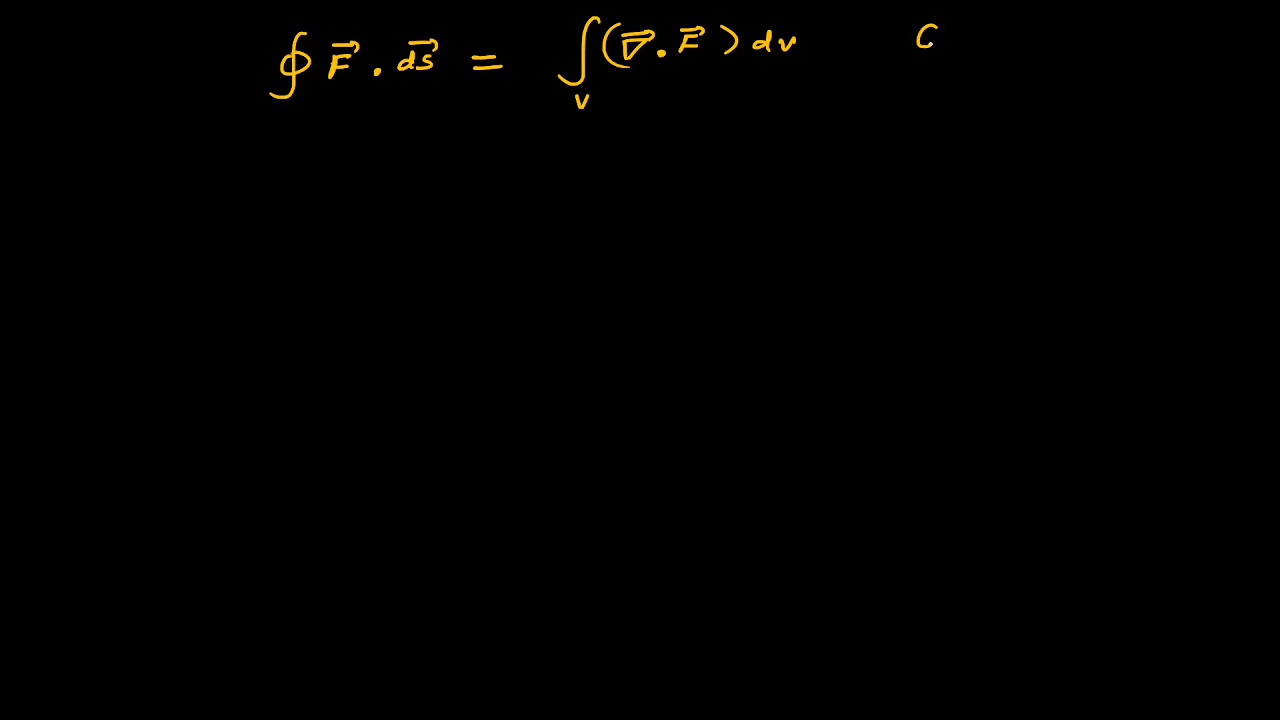 ∮ F⃗ . ds⃗ = ∫_v (∇⃗ . F⃗) dv C